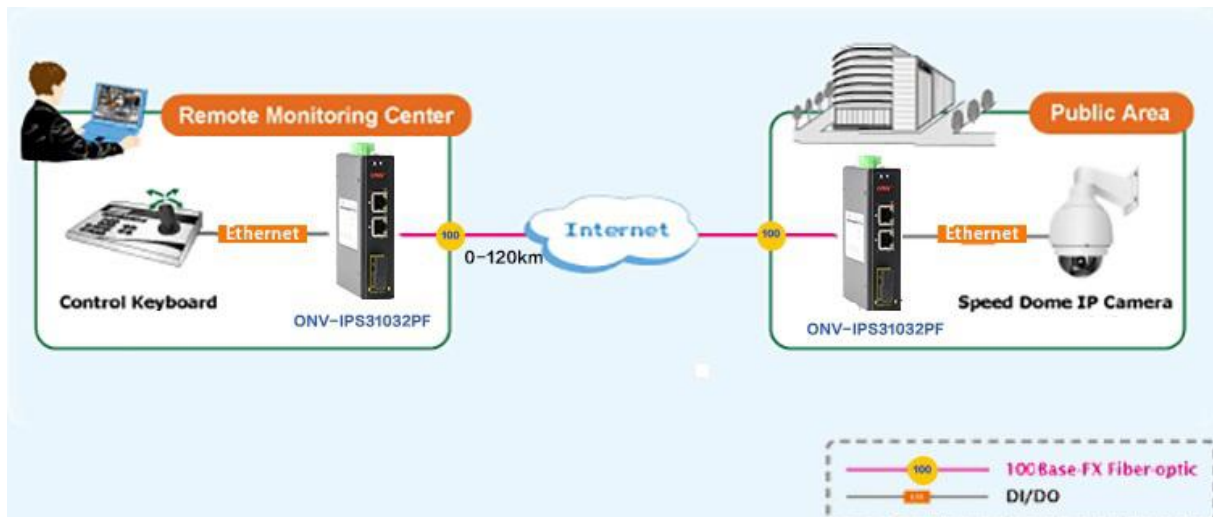 Remote Monitoring Center
Public Area
Ethernet
100
0-120km
Internet
100
Ethernet
Control Keyboard
ONV-IPS31032PF
Speed Dome IP Camera
ONV-IPS31032PF
100 100Base-FX Fiber-optic
DI/DO